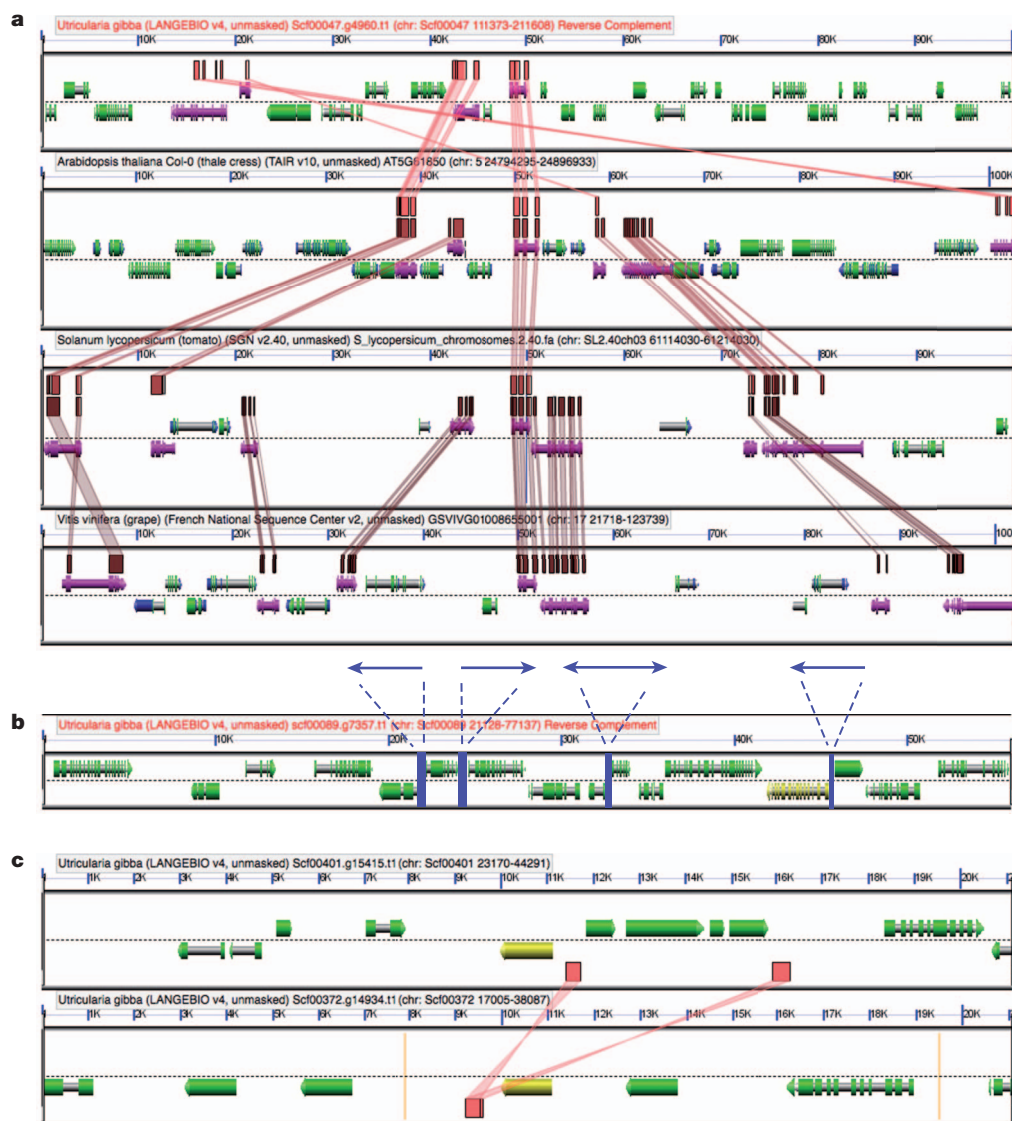 a
Utricularia gibba (LANGEBIO v4, unmasked) Scf00047.g4960.t1 (chr: Scf00047 111373-211608) Reverse Complement
10K 20K 30K 40K 50K 60K 70K 80K 90K
Arabidopsis thaliana Col-0 (thale cress) (TAIR v10, unmasked) AT5G61850 (chr: 5 24794295-24896933)
10K 20K 30K 40K 50K 60K 70K 80K 90K 100K
Solanum lycopersicum (tomato) (SGN v2.40, unmasked) S_lycopersicum_chromosomes.2.40.fa (chr: SL2.40ch03 61114030-61214030)
10K 20K 30K 40K 50K 60K 70K 80K 90K
Vitis vinifera (grape) (French National Sequence Center v2, unmasked) GSVIVG01008655001 (chr: 17 21718-123739)
10K 20K 30K 40K 50K 60K 70K 80K 90K 100
b
Utricularia gibba (LANGEBIO v4, unmasked) scf00089.g7357.t1 (chr: Scf00089 21128-77137) Reverse Complement
10K 20K 30K 40K 50K
c
Utricularia gibba (LANGEBIO v4, unmasked) Scf00401.g15415.t1 (chr: Scf00401 23170-44291)
1K 2K 3K 4K 5K 6K 7K 8K 9K 10K 11K 12K 13K 14K 15K 16K 17K 18K 19K 20K 2
Utricularia gibba (LANGEBIO v4, unmasked) Scf00372.g14934.t1 (chr: Scf00372 17005-38087)
1K 2K 3K 4K 5K 6K 7K 8K 9K 10K 11K 12K 13K 14K 15K 16K 17K 18K 19K 20K 2